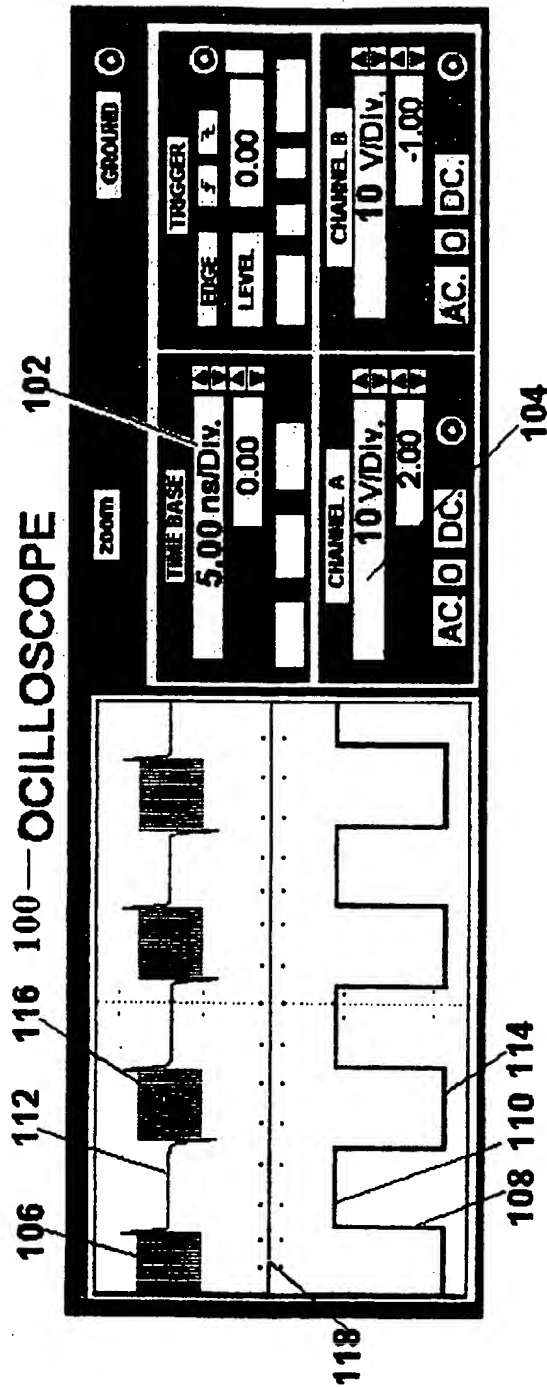 100—OCILLOSCOPE
106
112
116
102
zoom
GROUND
TIME BASE
5.00 ns/Div.
0.00
TRIGGER
EDGE
LEVEL
0.00
CHANNEL A
10 V/Div.
2.00
AC. 0 DC.
CHANNEL B
10 V/Div.
-1.00
AC. 0 DC.
104
118
108
110
114